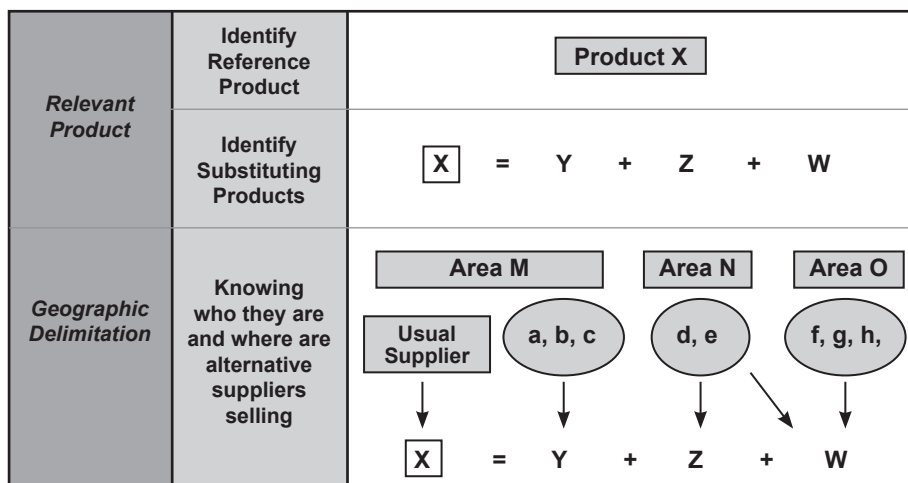 Relevant
Product
Identify
Reference
Product
Product X
Identify
Substituting
Products
X = Y + Z + W
Geographic
Delimitation
Knowing
who they are
and where are
alternative
suppliers
selling
Area M
Area N
Area O
Usual
Supplier
a, b, c
d, e
f, g, h,
X = Y + Z + W